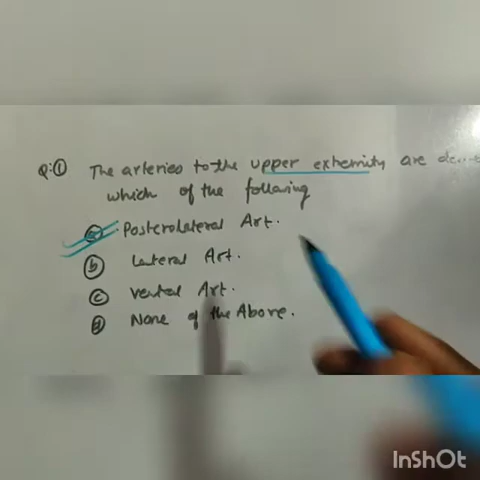 Q:① The arteries to the upper extremity are
which of the following
ⓐ Posterolateral Art.
ⓑ Lateral Art.
ⓒ Ventral Art.
ⓓ None of the Above.
InShOt